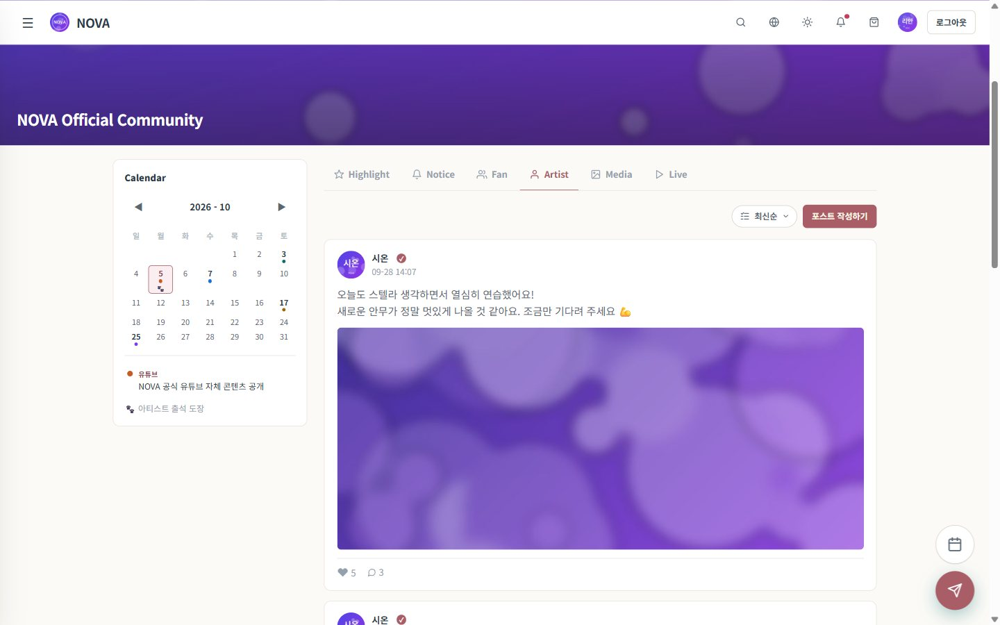 NOVA
NOVA
리안
로그아웃
NOVA Official Community
Calendar
◀ 2026 - 10 ▶
일 월 화 수 목 금 토
1 2 3
4 5 6 7 8 9 10
11 12 13 14 15 16 17
18 19 20 21 22 23 24
25 26 27 28 29 30 31
유튜브
NOVA 공식 유튜브 자체 콘텐츠 공개
아티스트 출석 도장
Highlight Notice Fan Artist Media Live
최신순
포스트 작성하기
시온
시온
09-28 14:07
오늘도 스텔라 생각하면서 열심히 연습했어요!
새로운 안무가 정말 멋있게 나올 것 같아요. 조금만 기다려 주세요 💪
5 3
시온
시온